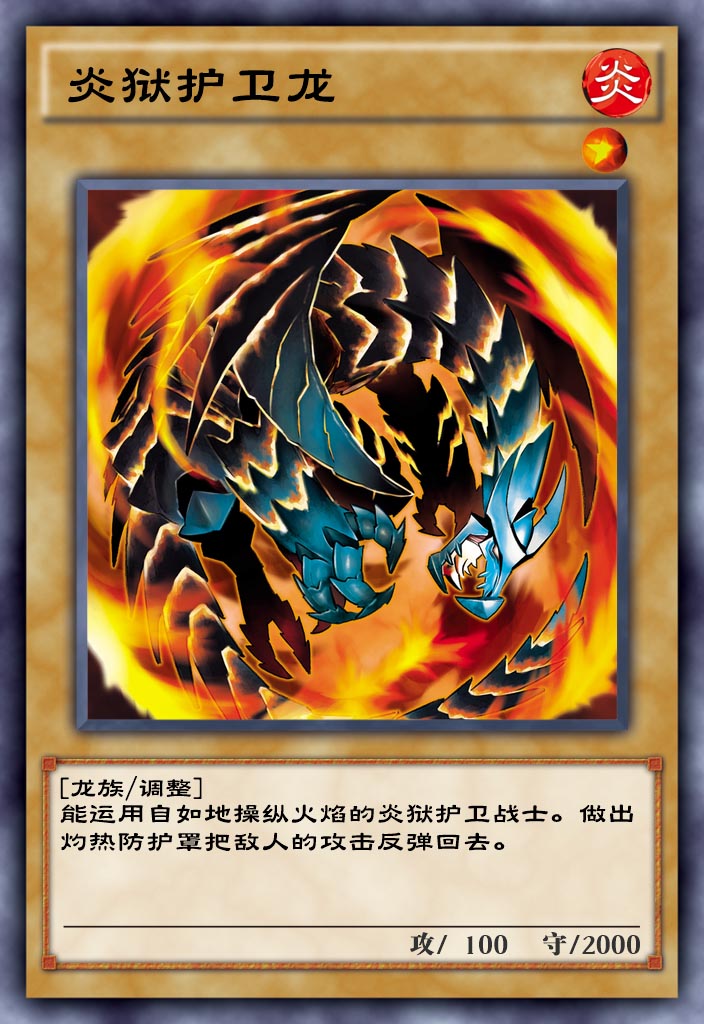 炎狱护卫龙
炎
[龙族/调整]
能运用自如地操纵火焰的炎狱护卫战士。做出
灼热防护罩把敌人的攻击反弹回去。
攻/ 100 守/2000